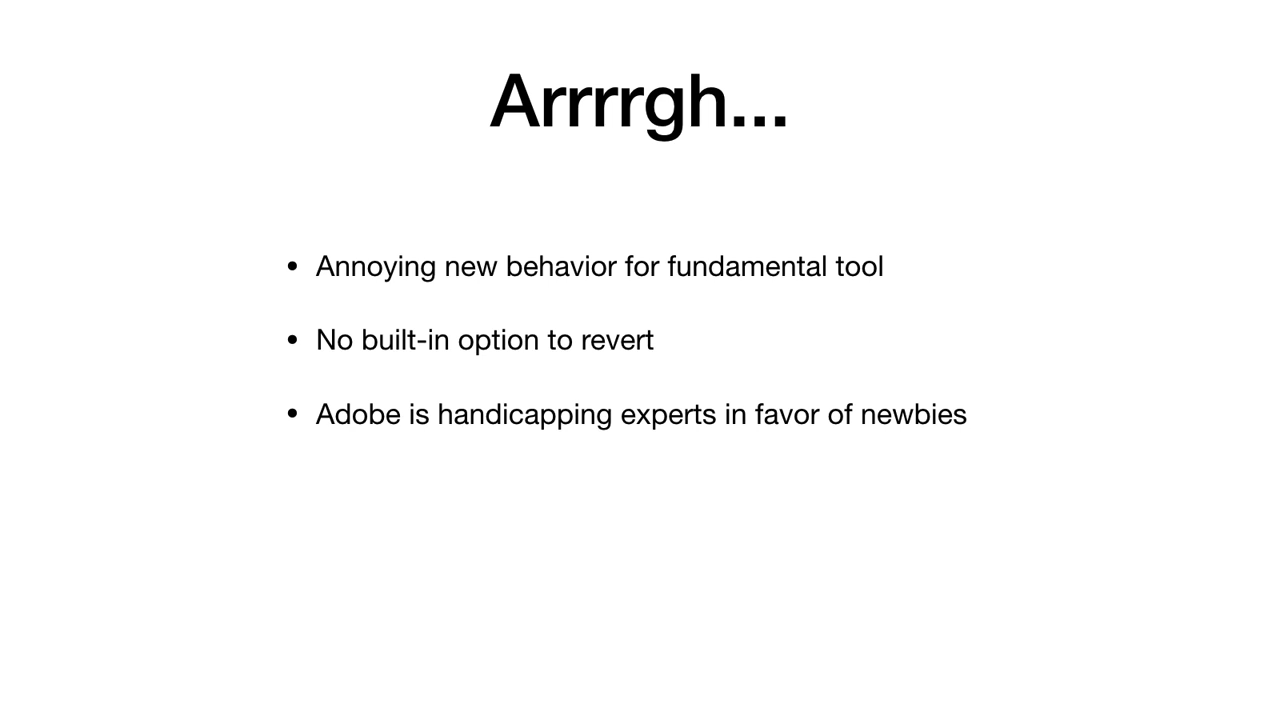 Arrrrgh...
• Annoying new behavior for fundamental tool
• No built-in option to revert
• Adobe is handicapping experts in favor of newbies